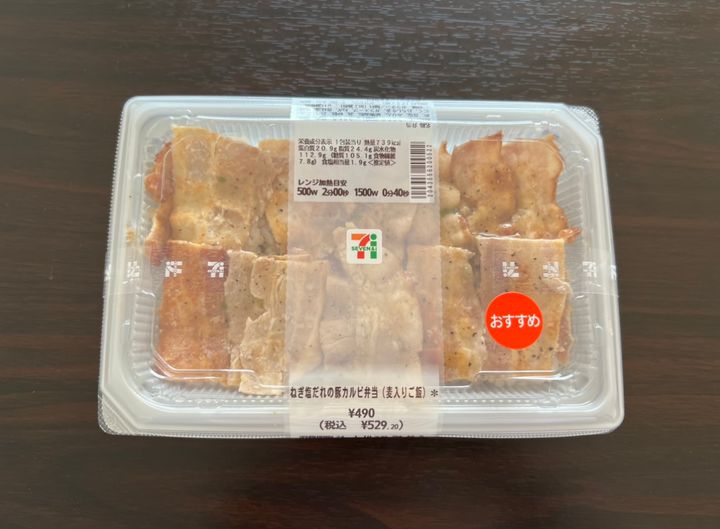 名称 弁当
栄養成分表示 1包装当り 熱量739kcal
蛋白質20.9g 脂質24.4g 炭水化物
112.9g (糖質105.1g 食物繊維
7.8g) 食塩相当量1.9g<推定値>
レンジ加熱目安
500W 2分00秒 1500W 0分40秒
SEVEN&i
おすすめ
ねぎ塩だれの豚カルビ弁当(麦入りご飯)*
¥490
(税込 ¥529.20)